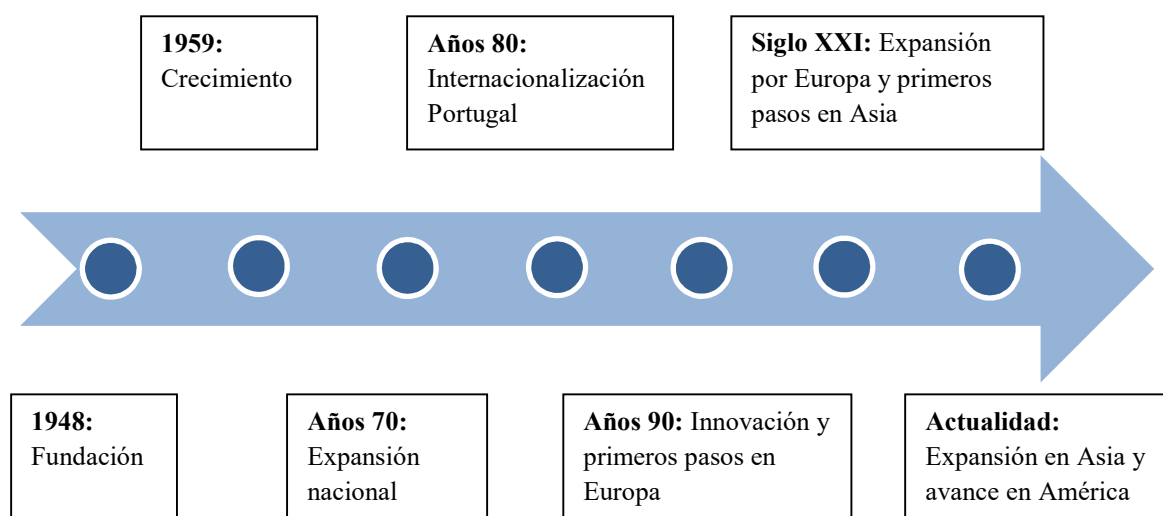 1959:
Crecimiento
Años 80:
Internacionalización
Portugal
Siglo XXI: Expansión
por Europa y primeros
pasos en Asia
1948:
Fundación
Años 70:
Expansión
nacional
Años 90: Innovación y
primeros pasos en
Europa
Actualidad:
Expansión en Asia y
avance en América